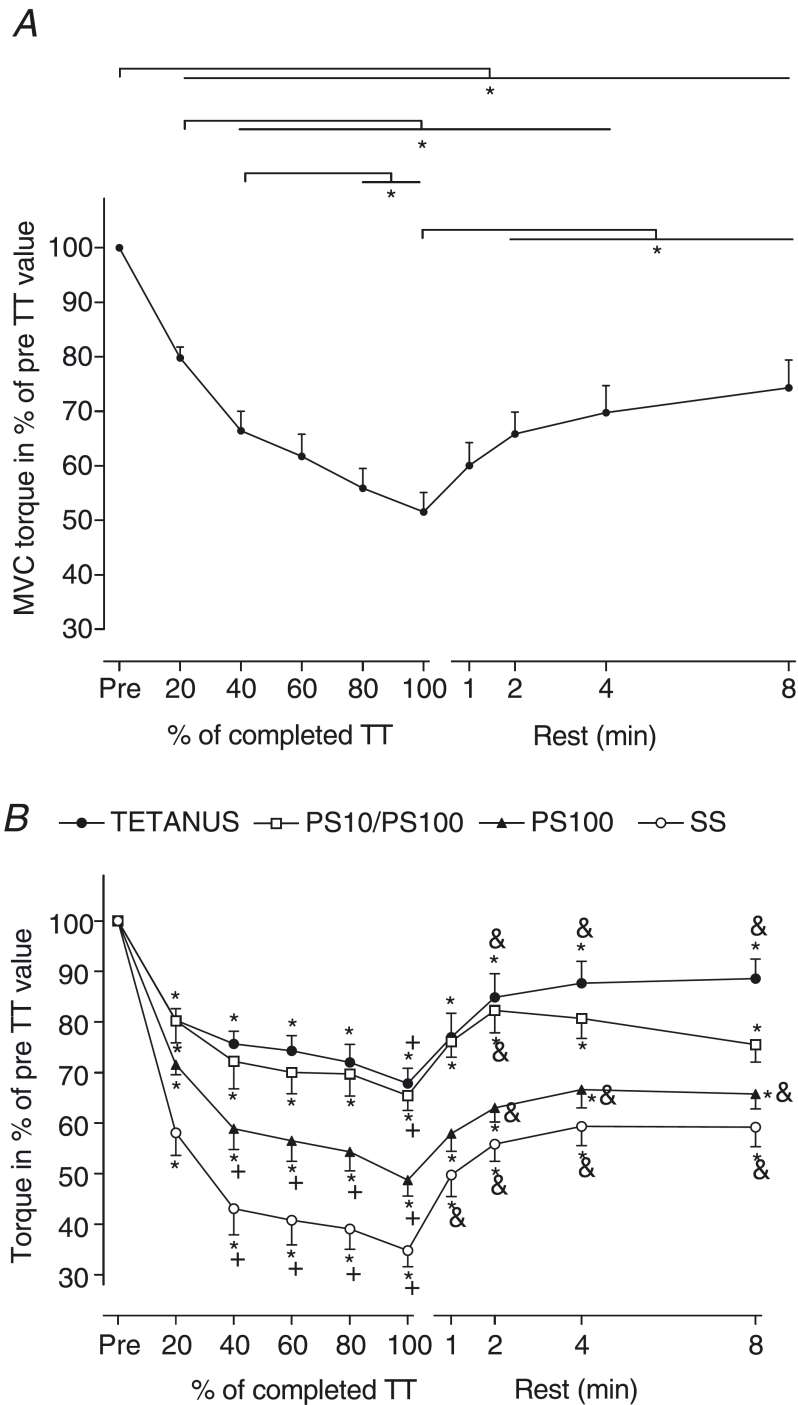 A
*
*
*
*
MVC torque in % of pre TT value
100
90
80
70
60
50
40
30
Pre 20 40 60 80 100 1 2 4 8
% of completed TT Rest (min)
B TETANUS PS10/PS100 PS100 SS
Torque in % of pre TT value
100
90
80
70
60
50
40
30
& & &
* * *
* * * * * + *
* * * * * + * * & * *
* * + * + * + * + * * & * & * &
* * + * + * + * + * & * & * & * &
Pre 20 40 60 80 100 1 2 4 8
% of completed TT Rest (min)